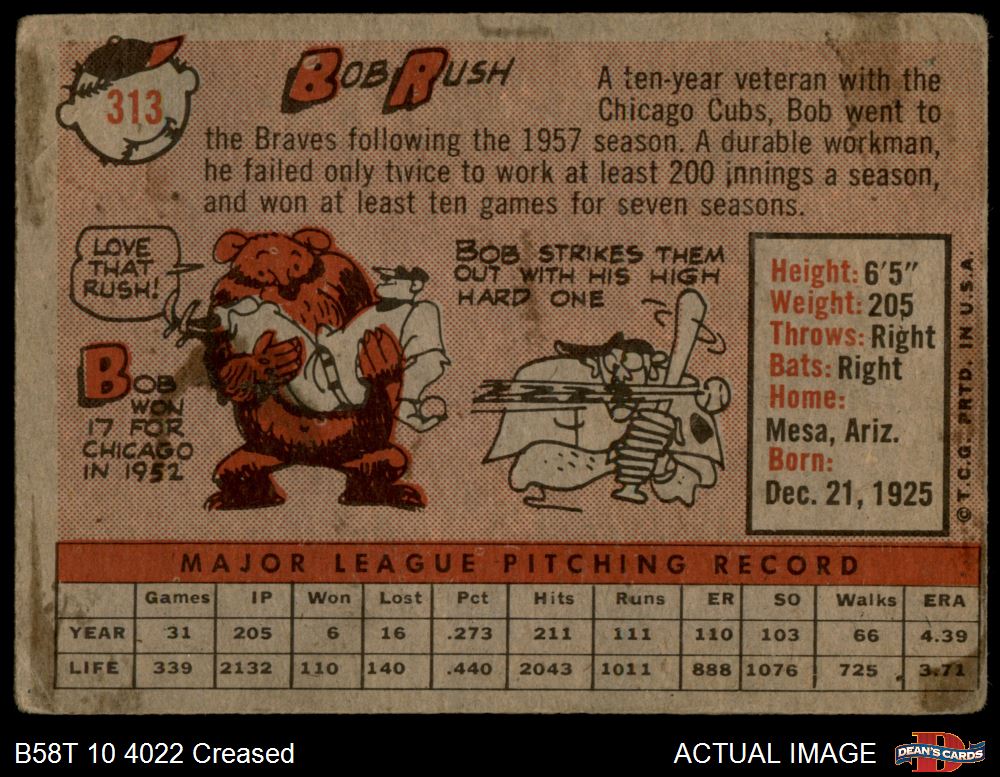 313
BOB RUSH
A ten-year veteran with the
Chicago Cubs, Bob went to
the Braves following the 1957 season. A durable workman,
he failed only twice to work at least 200 innings a season,
and won at least ten games for seven seasons.
LOVE
THAT
RUSH!
BOB
WON
17 FOR
CHICAGO
IN 1952
BOB STRIKES THEM
OUT WITH HIS HIGH
HARD ONE
Height: 6'5"
Weight: 205
Throws: Right
Bats: Right
Home:
Mesa, Ariz.
Born:
Dec. 21, 1925
©T.C.G. PRTD. IN U.S.A.
MAJOR LEAGUE PITCHING RECORD
Games IP Won Lost Pct Hits Runs ER SO Walks ERA
YEAR 31 205 6 16 .273 211 111 110 103 66 4.39
LIFE 339 2132 110 140 .440 2043 1011 888 1076 725 3.71
B58T 10 4022 Creased
ACTUAL IMAGE
DEAN'S CARDS